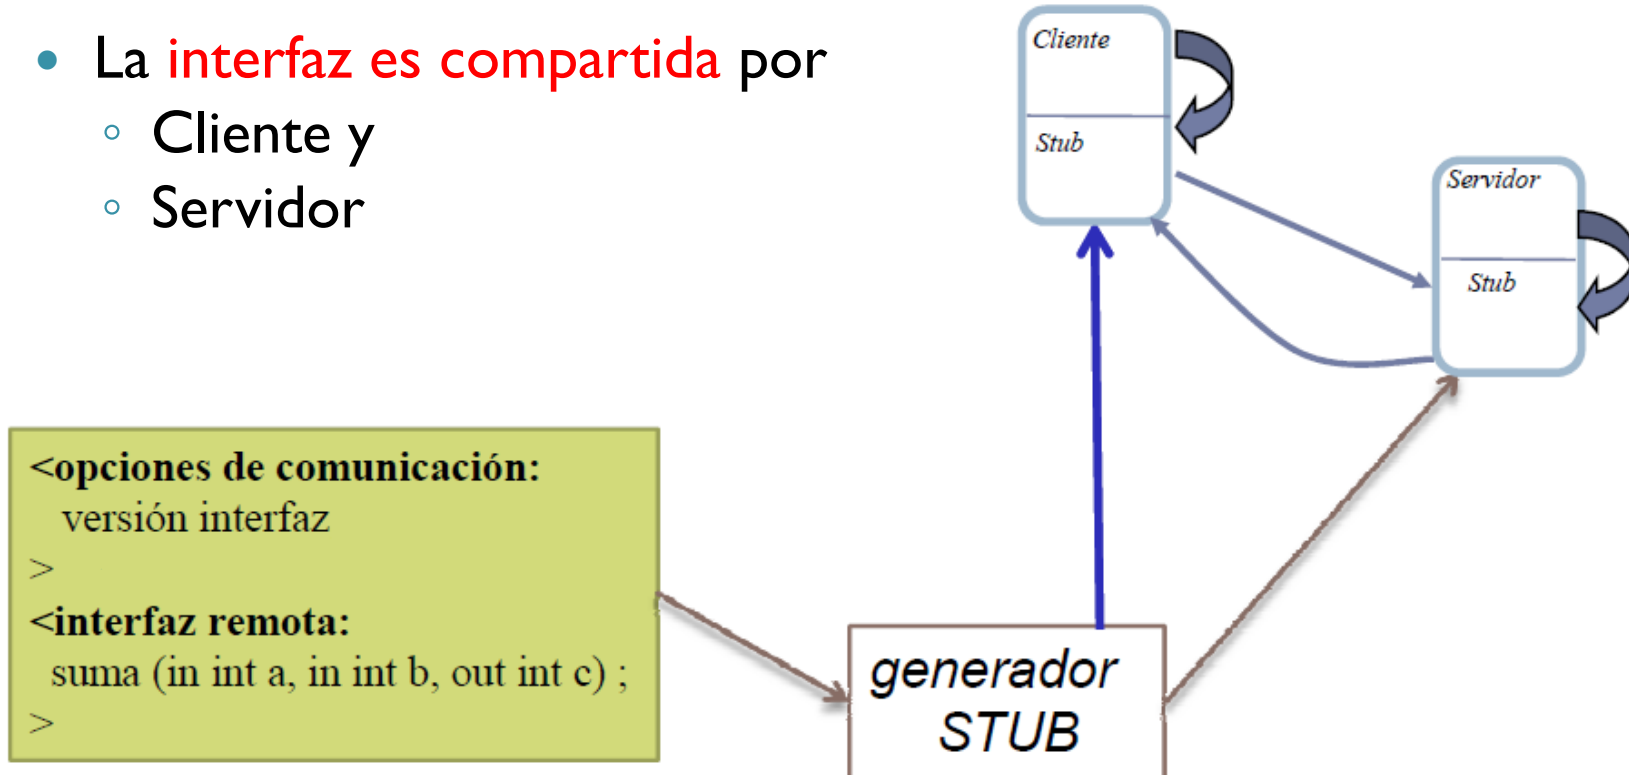 La interfaz es compartida por
Cliente y
Servidor
Cliente
Stub
Servidor
Stub
<opciones de comunicación:
versión interfaz
>
<interfaz remota:
suma (in int a, in int b, out int c) ;
>
generador
STUB